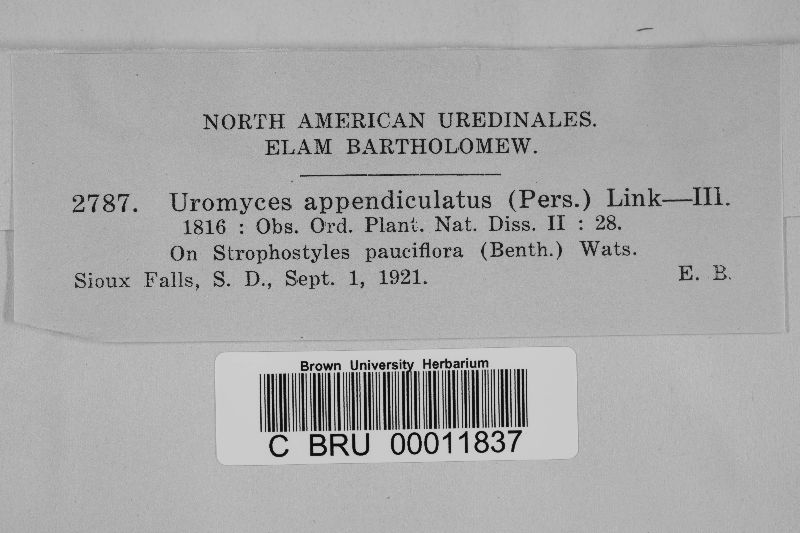 NORTH AMERICAN UREDINALES.
ELAM BARTHOLOMEW.
2787. Uromyces appendiculatus (Pers.) Link—III.
1816 : Obs. Ord. Plant. Nat. Diss. II : 28.
On Strophostyles pauciflora (Benth.) Wats.
Sioux Falls, S. D., Sept. 1, 1921. E. B.
Brown University Herbarium
C BRU 00011837